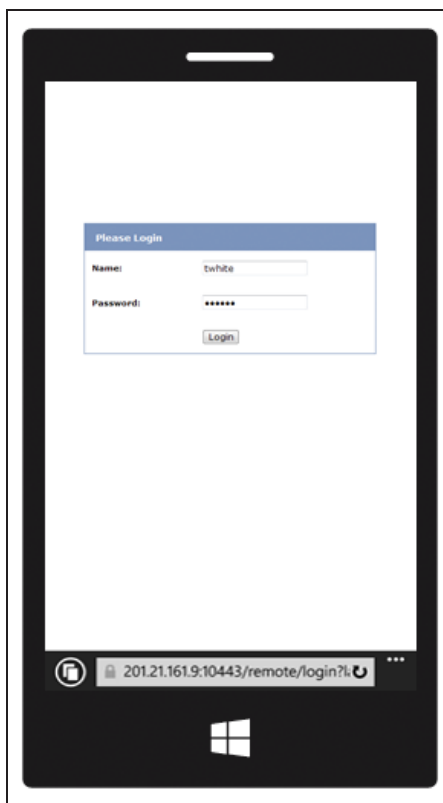 Please Login
Name: twhite
Password: ••••••
Login
201.21.161.9:10443/remote/login?l